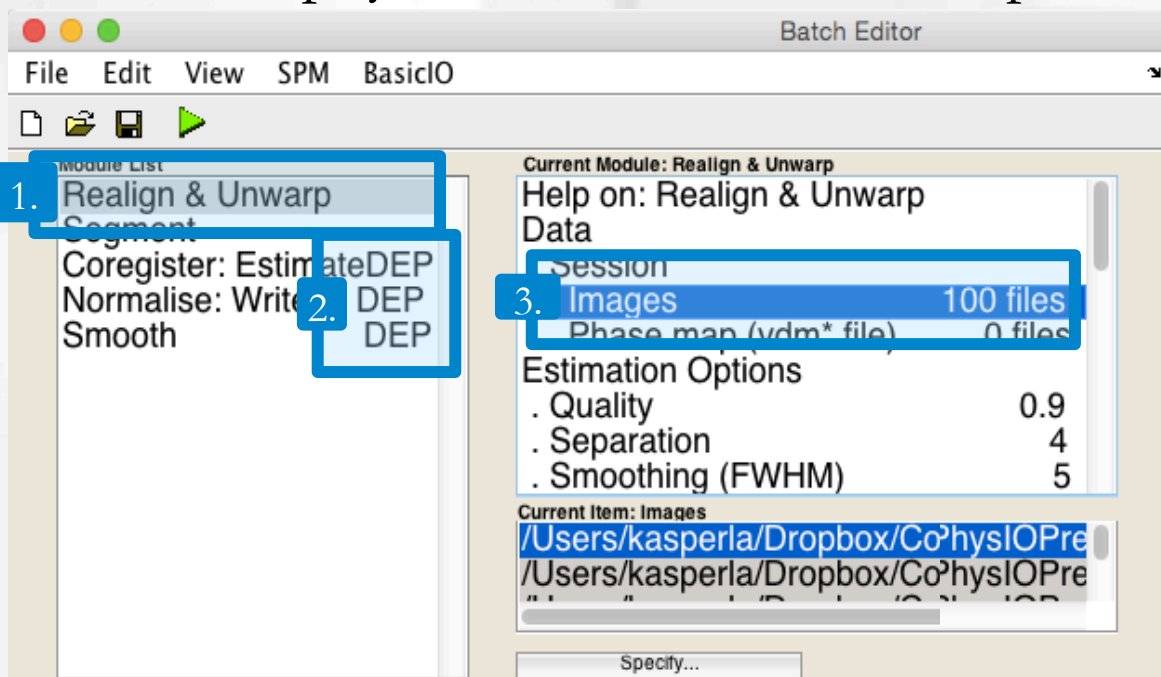 Batch Editor
File Edit View SPM BasicIO
Module List
Current Module: Realign & Unwarp
1. Realign & Unwarp
Segment
Coregister: Estimate DEP
Normalise: Write DEP
2.
Smooth DEP
Help on: Realign & Unwarp
Data
. Session
3. Images 100 files
Phase map (vdm* file) 0 files
Estimation Options
. Quality 0.9
. Separation 4
. Smoothing (FWHM) 5
Current Item: Images
/Users/kasperla/Dropbox/Co
/Users/kasperla/Dropbox/Co
Specify...